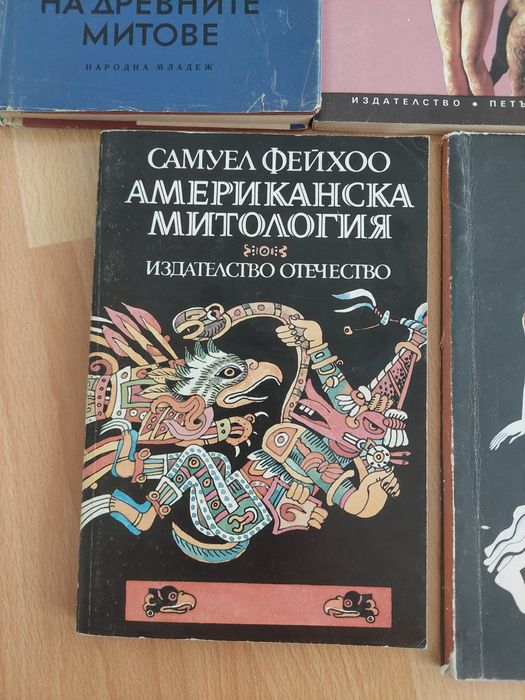 НА ДРЕВНИТЕ
МИТОВЕ
НАРОДНА МЛАДЕЖ
ИЗДАТЕЛСТВО • ПЕТЪ
САМУЕЛ ФЕЙХОО
АМЕРИКАНСКА
МИТОЛОГИЯ
ИЗДАТЕЛСТВО ОТЕЧЕСТВО